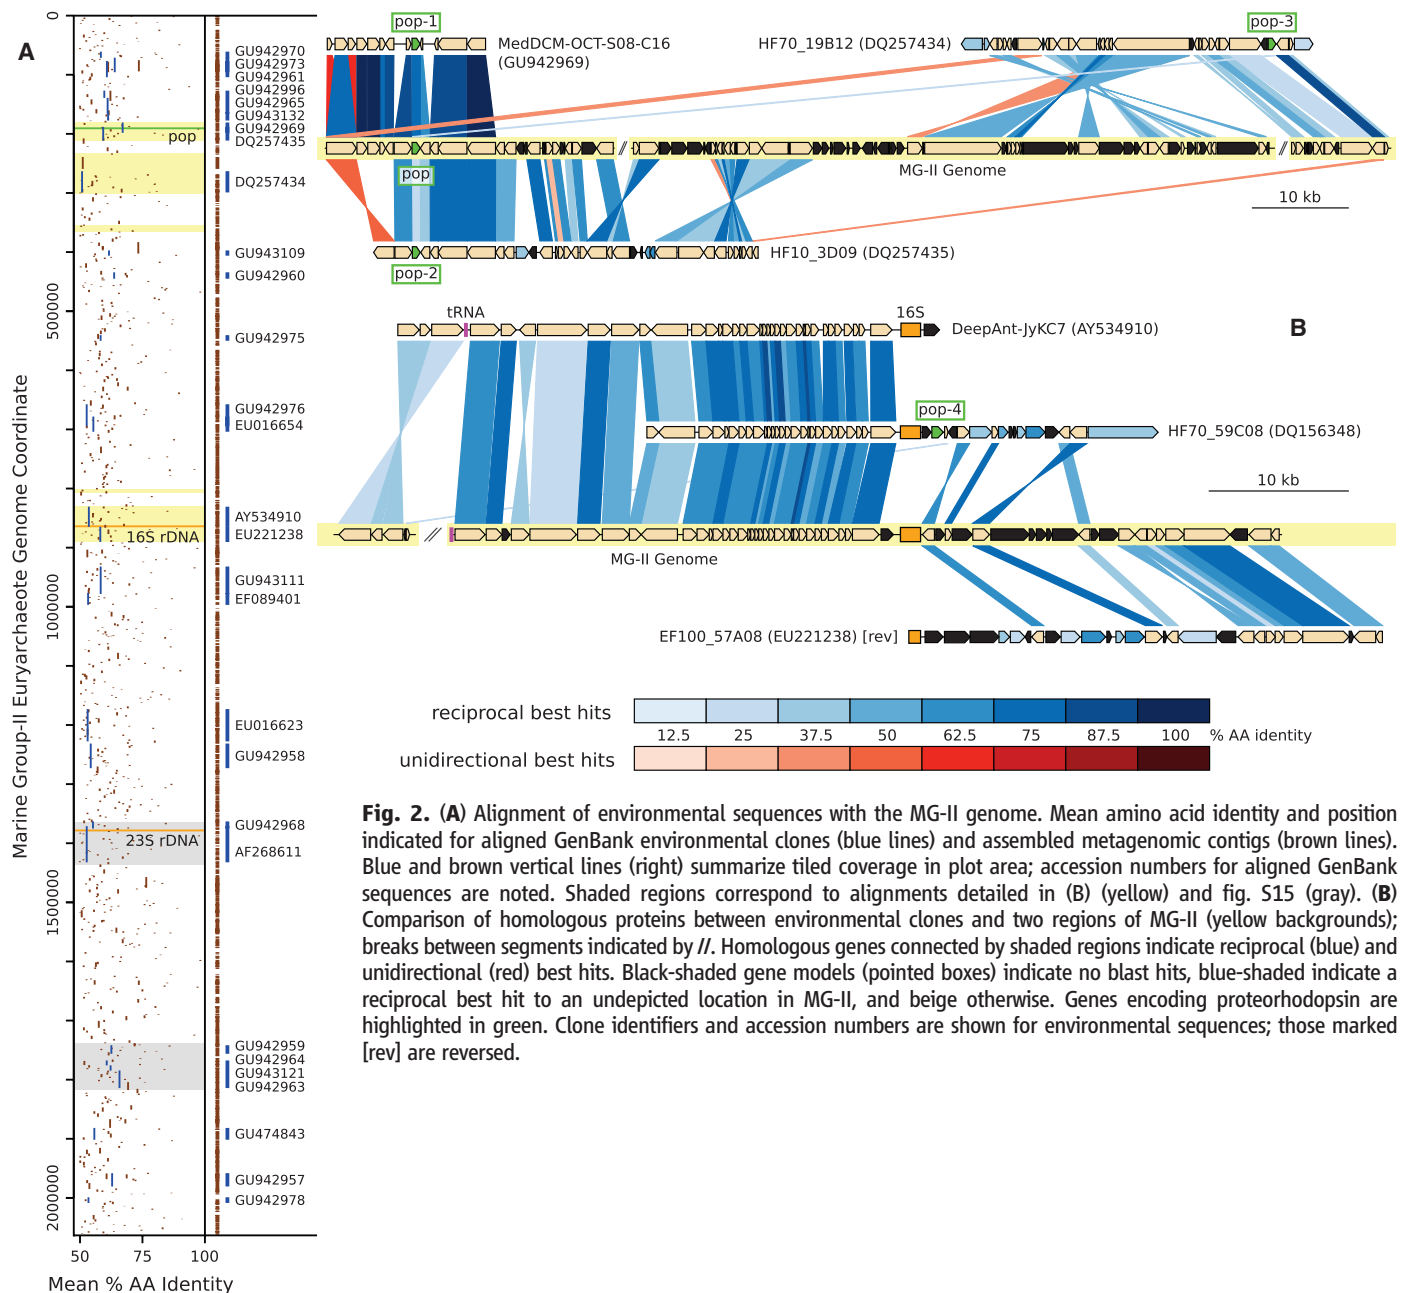 A
0
500000
1000000
1500000
2000000
Marine Group-II Euryarchaeote Genome Coordinate
pop
16S rDNA
23S rDNA
50 75 100
Mean % AA Identity
GU942970
GU942973
GU942961
GU942996
GU942965
GU943132
GU942969
DQ257435
DQ257434
GU943109
GU942960
GU942975
GU942976
EU016654
AY534910
EU221238
GU943111
EF089401
EU016623
GU942958
GU942968
AF268611
GU942959
GU942964
GU943121
GU942963
GU474843
GU942957
GU942978
pop-1
MedDCM-OCT-S08-C16
(GU942969)
HF70_19B12 (DQ257434)
pop-3
//
//
pop
MG-II Genome
10 kb
HF10_3D09 (DQ257435)
pop-2
tRNA
16S
DeepAnt-JyKC7 (AY534910)
B
pop-4
HF70_59C08 (DQ156348)
10 kb
//
MG-II Genome
EF100_57A08 (EU221238) [rev]
reciprocal best hits
12.5 25 37.5 50 62.5 75 87.5 100 % AA identity
unidirectional best hits
Fig. 2. (A) Alignment of environmental sequences with the MG-II genome. Mean amino acid identity and position
indicated for aligned GenBank environmental clones (blue lines) and assembled metagenomic contigs (brown lines).
Blue and brown vertical lines (right) summarize tiled coverage in plot area; accession numbers for aligned GenBank
sequences are noted. Shaded regions correspond to alignments detailed in (B) (yellow) and fig. S15 (gray). (B)
Comparison of homologous proteins between environmental clones and two regions of MG-II (yellow backgrounds);
breaks between segments indicated by //. Homologous genes connected by shaded regions indicate reciprocal (blue) and
unidirectional (red) best hits. Black-shaded gene models (pointed boxes) indicate no blast hits, blue-shaded indicate a
reciprocal best hit to an undepicted location in MG-II, and beige otherwise. Genes encoding proteorhodopsin are
highlighted in green. Clone identifiers and accession numbers are shown for environmental sequences; those marked
[rev] are reversed.